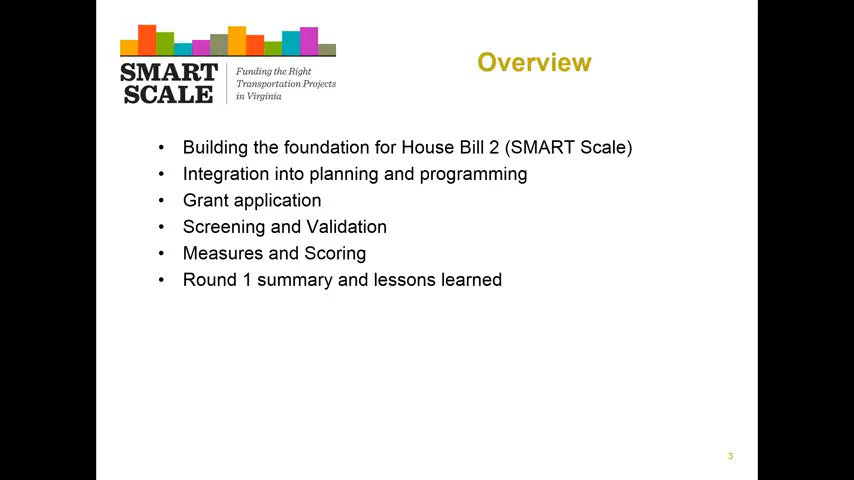 SMART
SCALE
Funding the Right
Transportation Projects
in Virginia
Overview
• Building the foundation for House Bill 2 (SMART Scale)
• Integration into planning and programming
• Grant application
• Screening and Validation
• Measures and Scoring
• Round 1 summary and lessons learned
3